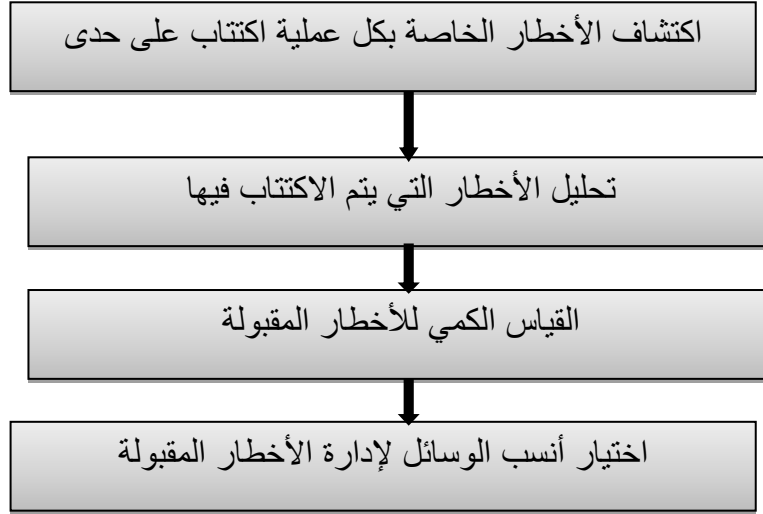 اكتشاف الأخطار الخاصة بكل عملية اكتتاب على حدى
تحليل الأخطار التي يتم الاكتتاب فيها
القياس الكمي للأخطار المقبولة
اختيار أنسب الوسائل لإدارة الأخطار المقبولة